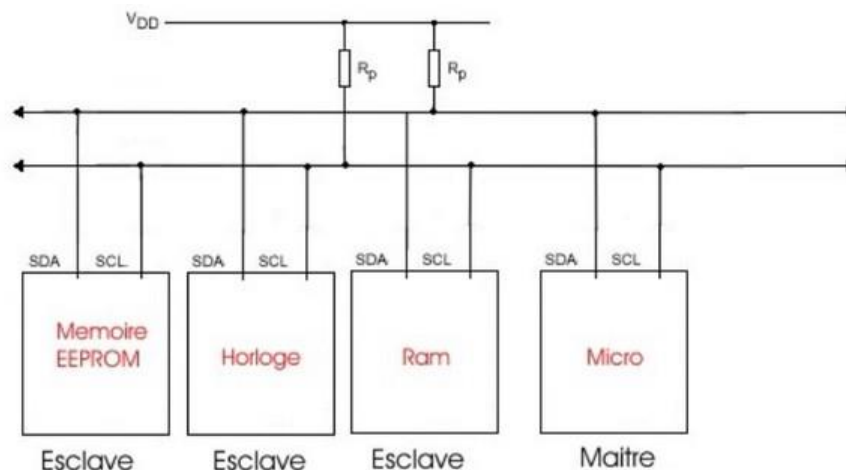 VDD
Rp Rp
SDA SCL. SDA SCL SDA SCL SDA SCL
Memoire
EEPROM
Horloge
Ram
Micro
Esclave Esclave Esclave Maitre